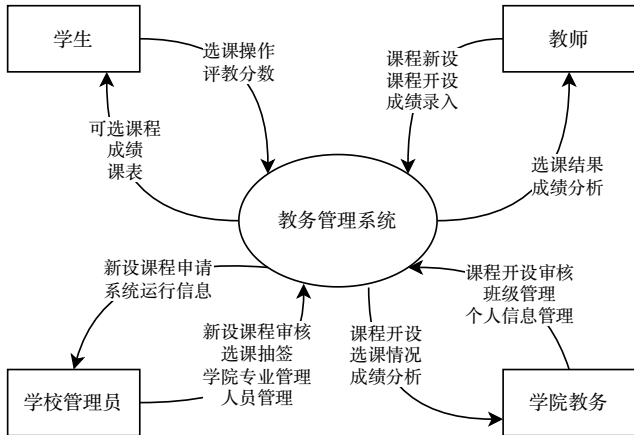 学生
教师
选课操作
评教分数
课程新设
课程开设
成绩录入
可选课程
成绩
课表
选课结果
成绩分析
教务管理系统
新设课程申请
系统运行信息
课程开设审核
班级管理
个人信息管理
新设课程审核
选课抽签
学院专业管理
人员管理
课程开设
选课情况
成绩分析
学校管理员
学院教务